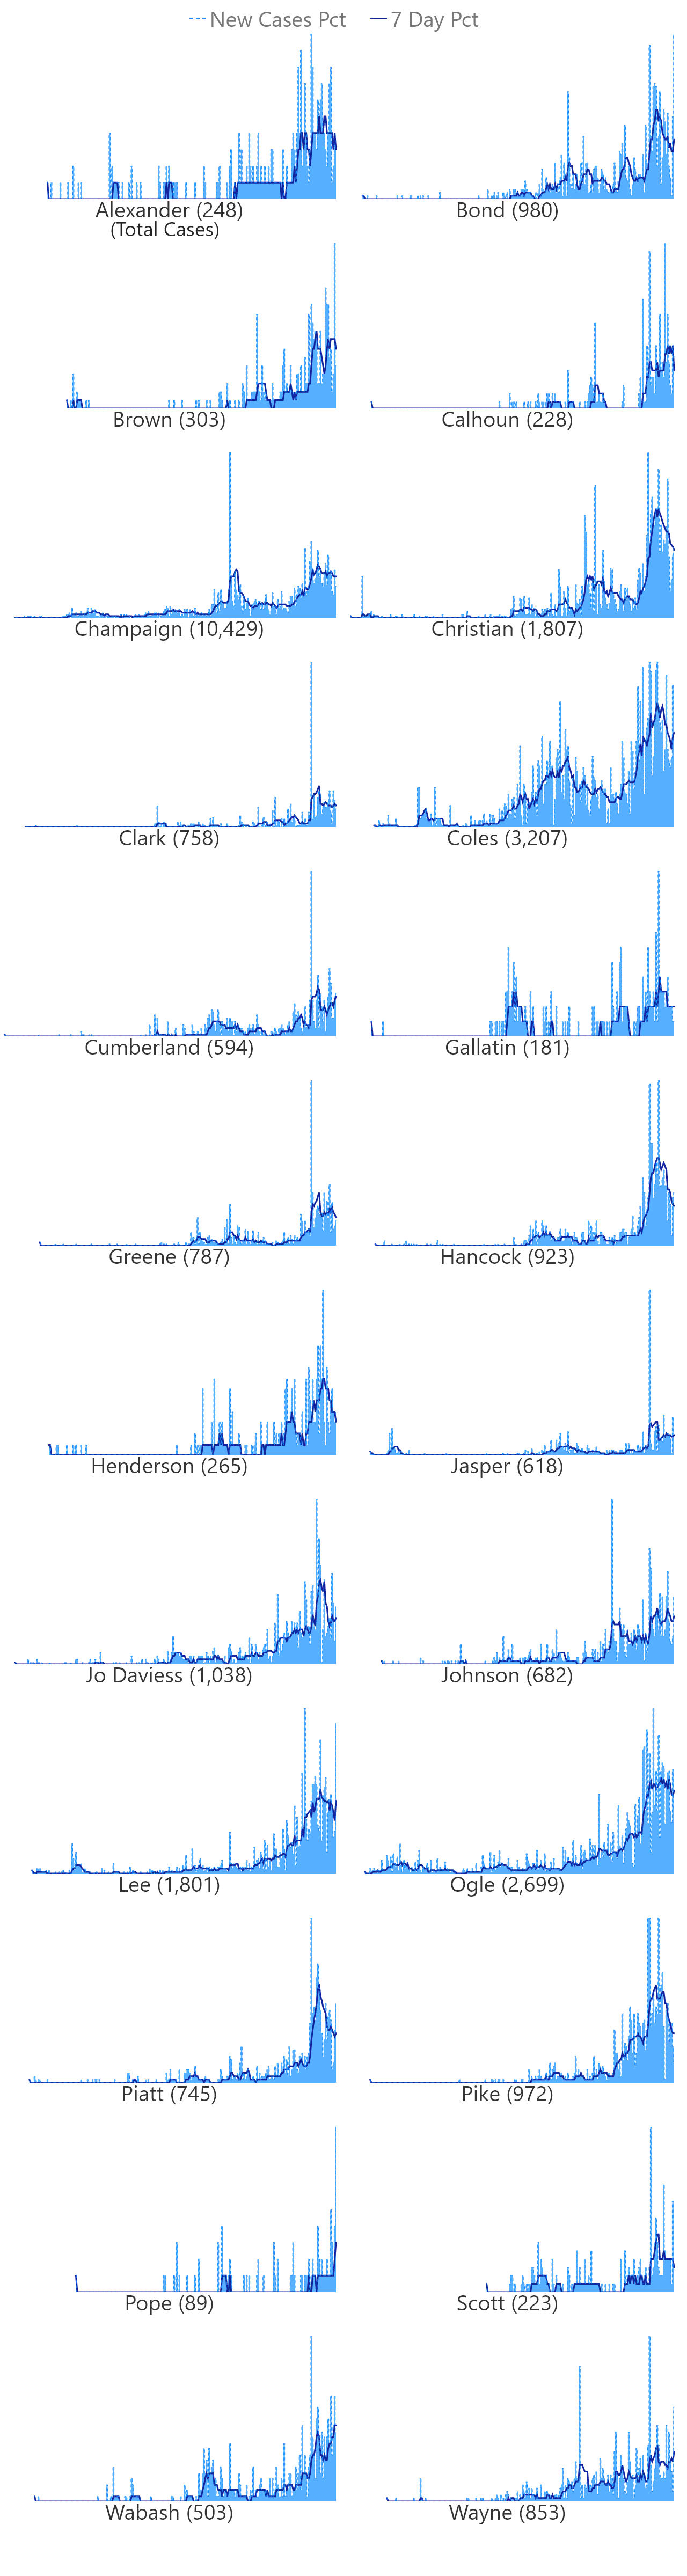 New Cases Pct 7 Day Pct
Alexander (248) Bond (980)
(Total Cases)
Brown (303) Calhoun (228)
Champaign (10,429) Christian (1,807)
Clark (758) Coles (3,207)
Cumberland (594) Gallatin (181)
Greene (787) Hancock (923)
Henderson (265) Jasper (618)
Jo Daviess (1,038) Johnson (682)
Lee (1,801) Ogle (2,699)
Piatt (745) Pike (972)
Pope (89) Scott (223)
Wabash (503) Wayne (853)